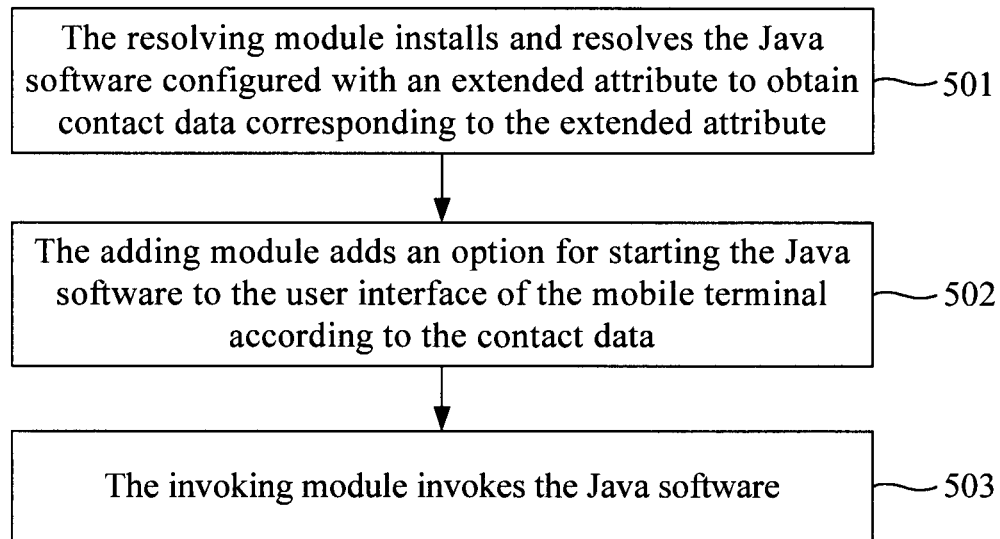 The resolving module installs and resolves the Java
software configured with an extended attribute to obtain
contact data corresponding to the extended attribute
501
The adding module adds an option for starting the Java
software to the user interface of the mobile terminal
according to the contact data
502
The invoking module invokes the Java software
503